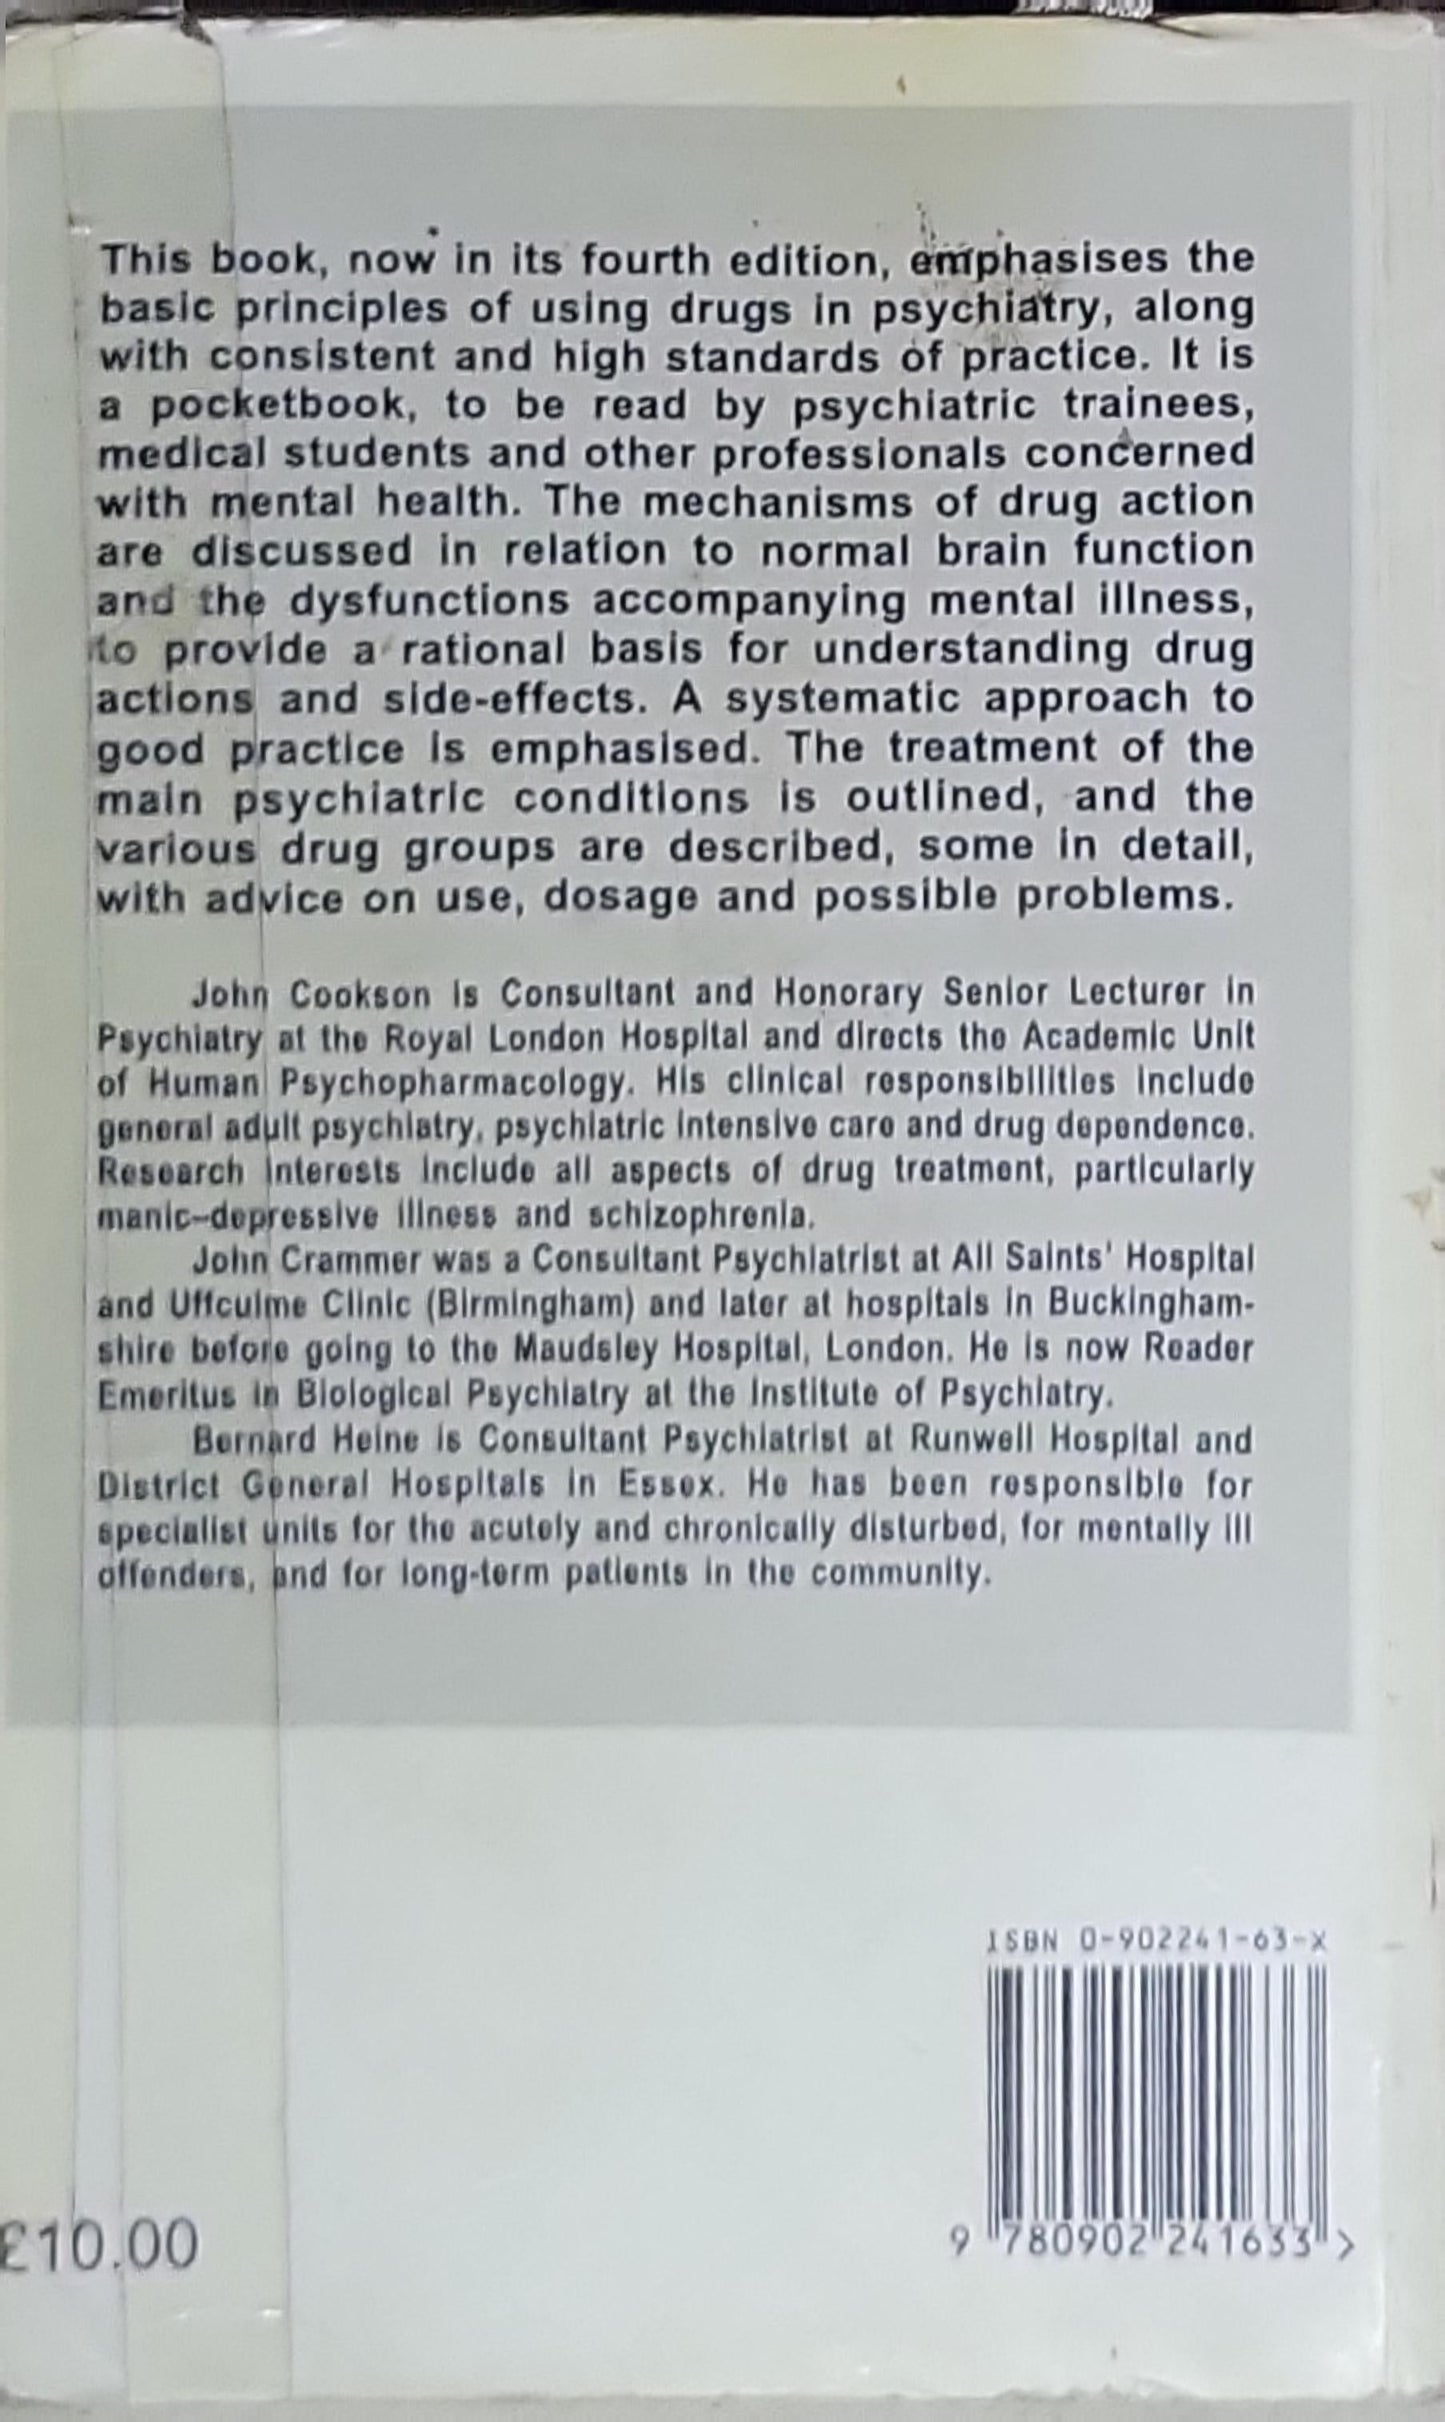 This book, now in its fourth edition, emphasises the
basic principles of using drugs in psychiatry, along
with consistent and high standards of practice. It is
a pocketbook, to be read by psychiatric trainees,
medical students and other professionals concerned
with mental health. The mechanisms of drug action
are discussed in relation to normal brain function
and the dysfunctions accompanying mental illness,
to provide a rational basis for understanding drug
actions and side-effects. A systematic approach to
good practice is emphasised. The treatment of the
main psychiatric conditions is outlined, and the
various drug groups are described, some in detail,
with advice on use, dosage and possible problems.
John Cookson is Consultant and Honorary Senior Lecturer in
Psychiatry at the Royal London Hospital and directs the Academic Unit
of Human Psychopharmacology. His clinical responsibilities include
general adult psychiatry, psychiatric intensive care and drug dependence.
Research interests include all aspects of drug treatment, particularly
manic–depressive illness and schizophrenia.
John Crammer was a Consultant Psychiatrist at All Saints' Hospital
and Uffculme Clinic (Birmingham) and later at hospitals in Buckingham-
shire before going to the Maudsley Hospital, London. He is now Reader
Emeritus in Biological Psychiatry at the Institute of Psychiatry.
Bernard Heine is Consultant Psychiatrist at Runwell Hospital and
District General Hospitals in Essex. He has been responsible for
specialist units for the acutely and chronically disturbed, for mentally ill
offenders, and for long-term patients in the community.
ISBN 0-902241-63-X
9 780902 241633 >
£10.00